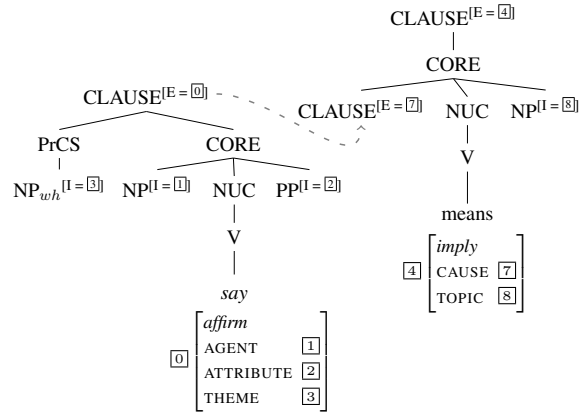 CLAUSE[E = 4]
CORE
CLAUSE[E = 0]
CLAUSE[E = 7] NUC NP[I = 8]
PrCS CORE
V
NPwh[I = 3] NP[I = 1] NUC PP[I = 2]
means
V
4 imply
CAUSE 7
TOPIC 8
say
0 affirm
AGENT 1
ATTRIBUTE 2
THEME 3